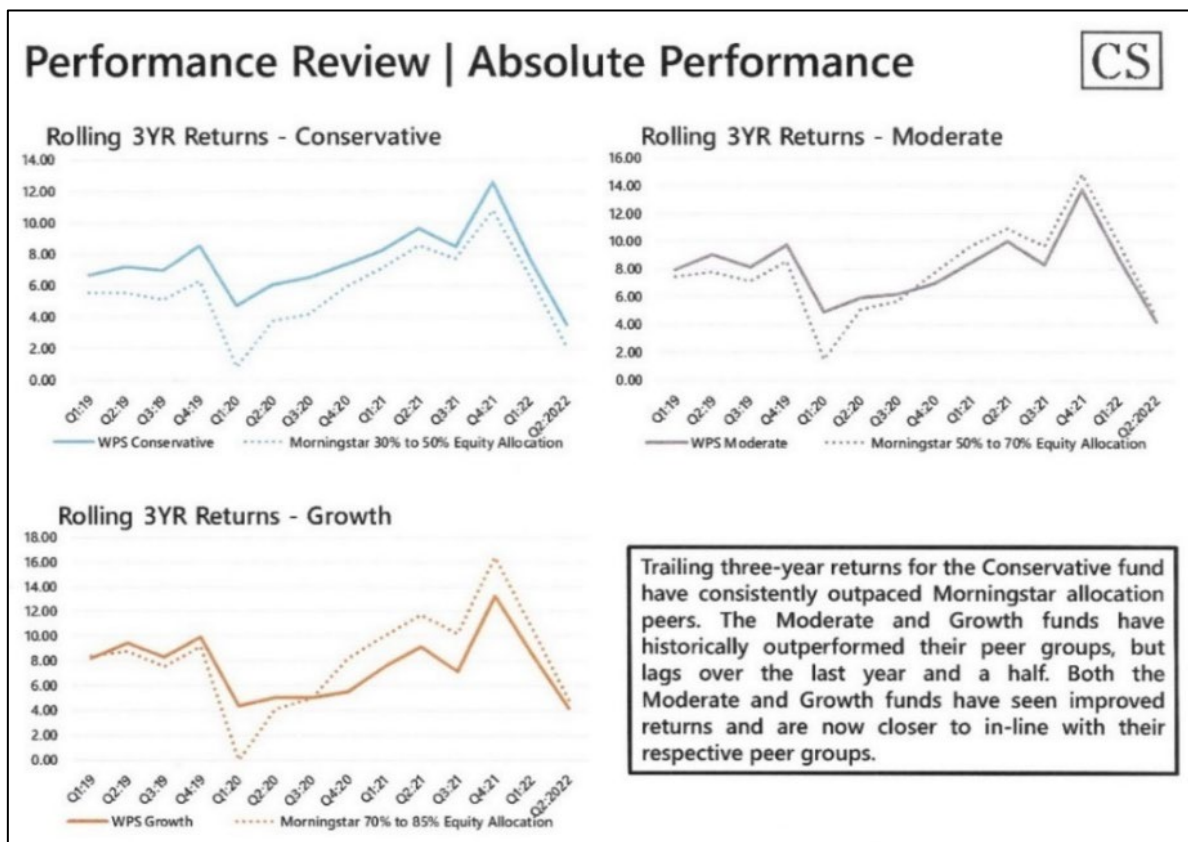 Performance Review | Absolute Performance
CS
Rolling 3YR Returns - Conservative
14.00
12.00
10.00
8.00
6.00
4.00
2.00
0.00
Q1:19 Q2:19 Q3:19 Q4:19 Q1:20 Q2:20 Q3:20 Q4:20 Q1:21 Q2:21 Q3:21 Q4:21 Q1:22 Q2:2022
WPS Conservative Morningstar 30% to 50% Equity Allocation
Rolling 3YR Returns - Moderate
16.00
14.00
12.00
10.00
8.00
6.00
4.00
2.00
0.00
Q1:19 Q2:19 Q3:19 Q4:19 Q1:20 Q2:20 Q3:20 Q4:20 Q1:21 Q2:21 Q3:21 Q4:21 Q1:22 Q2:2022
WPS Moderate Morningstar 50% to 70% Equity Allocation
Rolling 3YR Returns - Growth
18.00
16.00
14.00
12.00
10.00
8.00
6.00
4.00
2.00
0.00
Q1:19 Q2:19 Q3:19 Q4:19 Q1:20 Q2:20 Q3:20 Q4:20 Q1:21 Q2:21 Q3:21 Q4:21 Q1:22 Q2:2022
WPS Growth Morningstar 70% to 85% Equity Allocation
Trailing three-year returns for the Conservative fund
have consistently outpaced Morningstar allocation
peers. The Moderate and Growth funds have
historically outperformed their peer groups, but
lags over the last year and a half. Both the
Moderate and Growth funds have seen improved
returns and are now closer to in-line with their
respective peer groups.